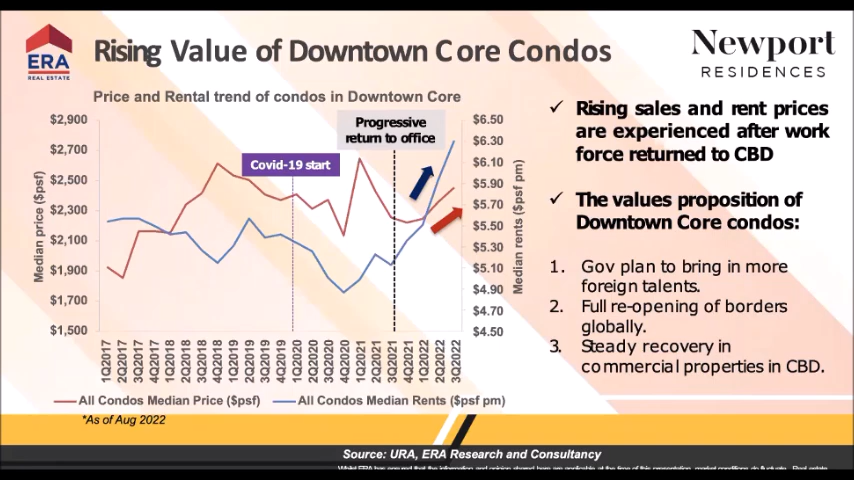 ERA
REAL ESTATE
Rising Value of Downtown Core Condos
Newport
RESIDENCES
Price and Rental trend of condos in Downtown Core
$2,900
$2,700
$2,500
$2,300
$2,100
$1,900
$1,700
$1,500
Median price ($psf)
Covid-19 start
Progressive
return to office
$6.50
$6.30
$6.10
$5.90
$5.70
$5.50
$5.30
$5.10
$4.90
$4.70
$4.50
Median rents ($psf pm)
1Q2017
2Q2017
3Q2017
4Q2017
1Q2018
2Q2018
3Q2018
4Q2018
1Q2019
2Q2019
3Q2019
4Q2019
1Q2020
2Q2020
3Q2020
4Q2020
1Q2021
2Q2021
3Q2021
4Q2021
1Q2022
2Q2022
3Q2022
All Condos Median Price ($psf)
All Condos Median Rents ($psf pm)
*As of Aug 2022
✓ Rising sales and rent prices
are experienced after work
force returned to CBD
✓ The values proposition of
Downtown Core condos:
1. Gov plan to bring in more
foreign talents.
2. Full re-opening of borders
globally.
3. Steady recovery in
commercial properties in CBD.
Source: URA, ERA Research and Consultancy